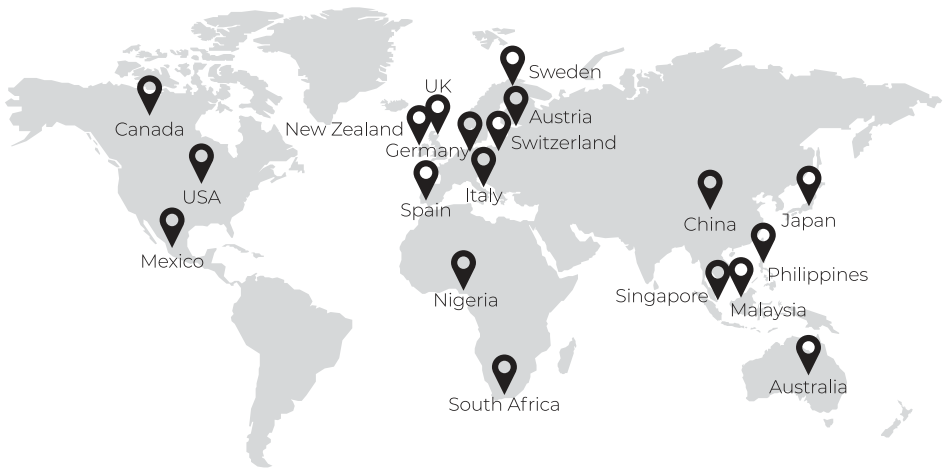 Sweden
UK
Canada
New Zealand
Austria
Germany
Switzerland
USA
Italy
Spain
China
Japan
Mexico
Philippines
Nigeria
Singapore
Malaysia
Australia
South Africa